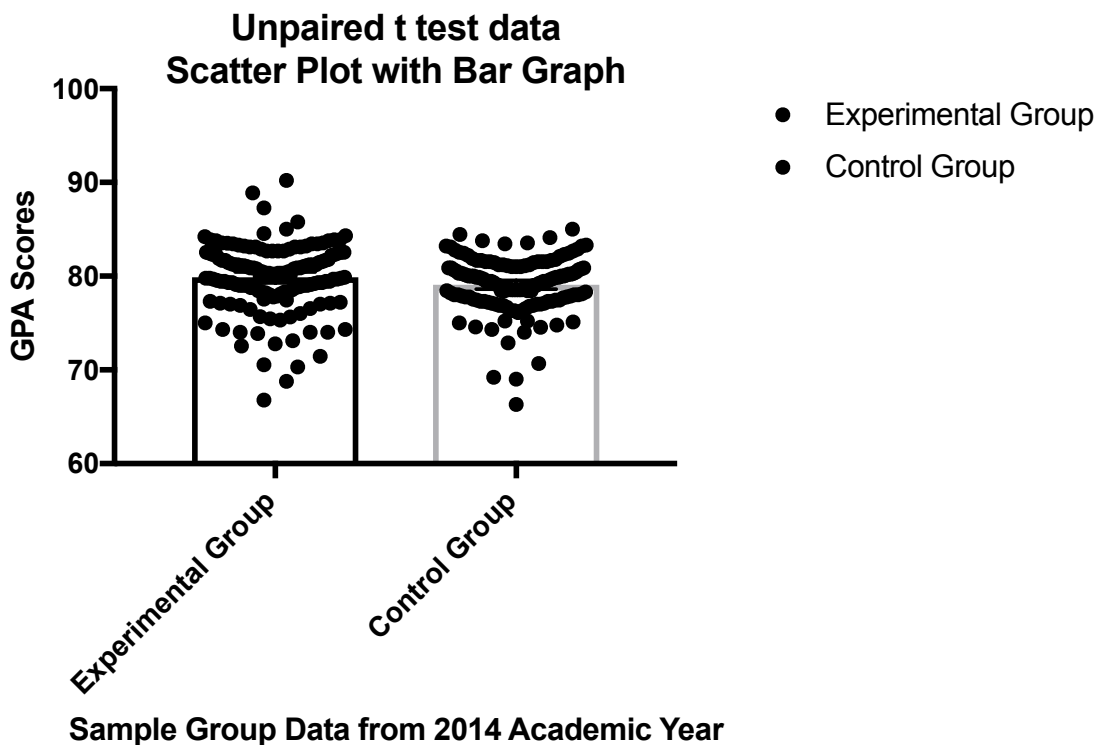 Unpaired t test data
Scatter Plot with Bar Graph
100
90
80
70
60
GPA Scores
Experimental Group
Control Group
Experimental Group
Control Group
Sample Group Data from 2014 Academic Year